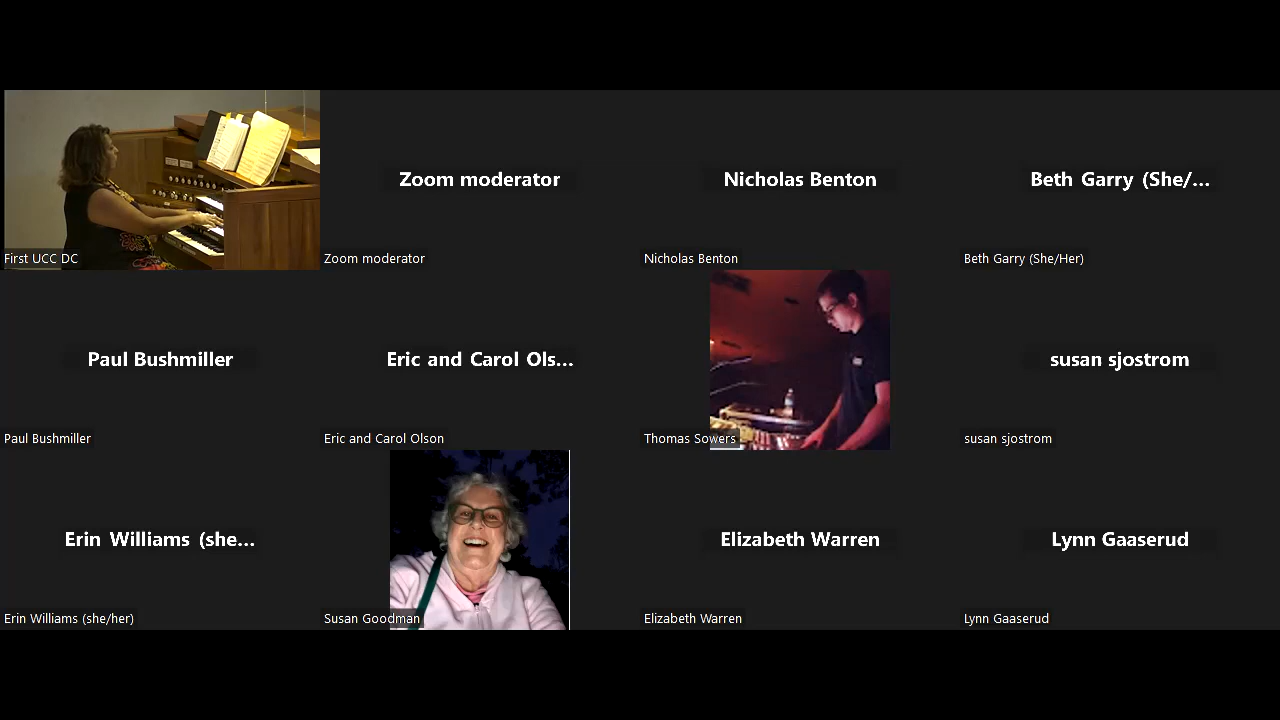 First UCC DC
Zoom moderator
Zoom moderator
Nicholas Benton
Nicholas Benton
Beth Garry (She/...
Beth Garry (She/Her)
Paul Bushmiller
Paul Bushmiller
Eric and Carol Ols...
Eric and Carol Olson
Thomas Sowers
susan sjostrom
susan sjostrom
Erin Williams (she...
Erin Williams (she/her)
Susan Goodman
Elizabeth Warren
Elizabeth Warren
Lynn Gaaserud
Lynn Gaaserud